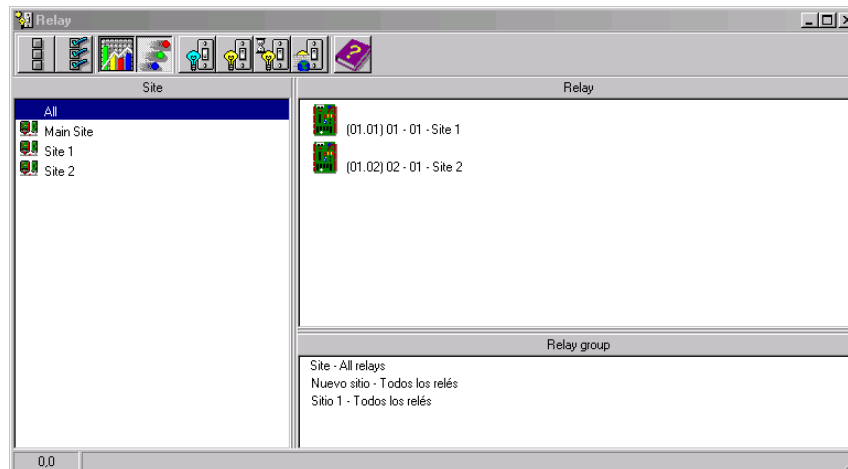 Relay
Site
All
Main Site
Site 1
Site 2
Relay
(01.01) 01 - 01 - Site 1
(01.02) 02 - 01 - Site 2
Relay group
Site - All relays
Nuevo sitio - Todos los relés
Sitio 1 - Todos los relés
0,0